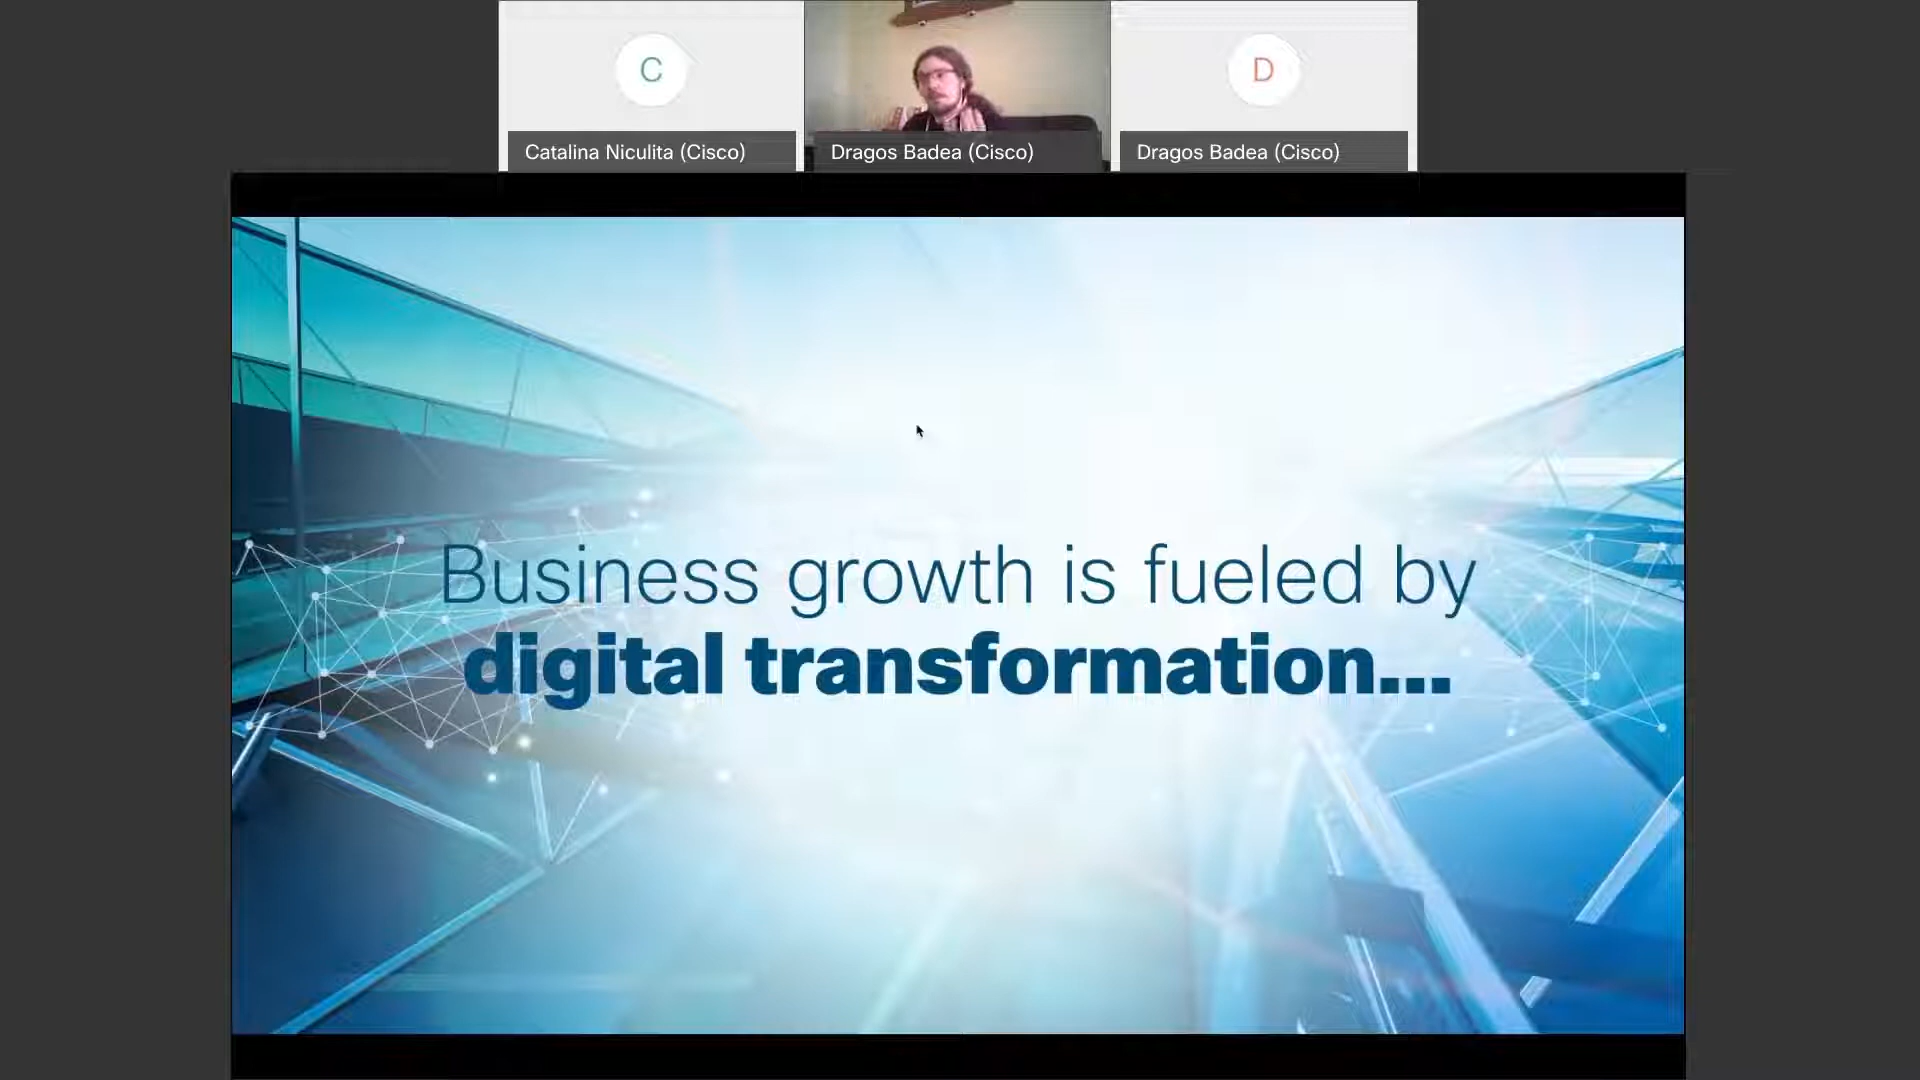 C
D
Catalina Niculita (Cisco)
Dragos Badea (Cisco)
Dragos Badea (Cisco)
Business growth is fueled by
digital transformation...